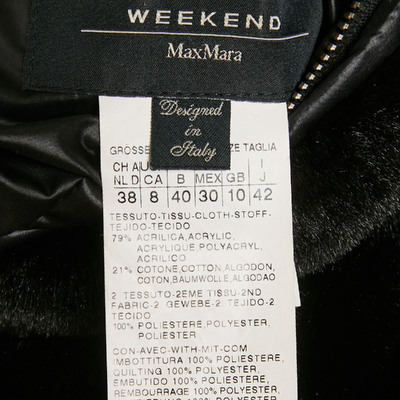 WEEKEND
MaxMara
Designed
in
Italy
GROSSE ZE TAGLIA
CH AUS I
NL D CA B MEX GB J
38 8 40 30 10 42
TESSUTO-TISSU-CLOTH-STOFF-
TEJIDO-TECIDO
79% ACRILICA,ACRYLIC,
ACRYLIQUE,POLYACRYL,
ACRILICO
21% COTONE,COTTON,ALGODON,
COTON,BAUMWOLLE,ALGODAO
2 TESSUTO-2EME TISSU-2ND
FABRIC-2 GEWEBE-2 TEJIDO-2
TECIDO
100% POLIESTERE,POLYESTER,
POLIESTER
CON-AVEC-WITH-MIT-COM
IMBOTTITURA 100% POLIESTERE
QUILTING 100% POLYESTER
EMBUTIDO 100% POLIESTER
REMBOURRAGE 100% POLYESTER